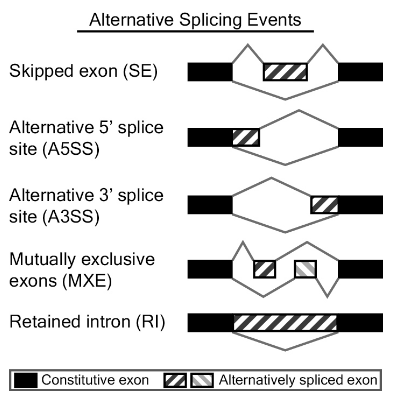 Alternative Splicing Events
Skipped exon (SE)
Alternative 5' splice
site (A5SS)
Alternative 3' splice
site (A3SS)
Mutually exclusive
exons (MXE)
Retained intron (RI)
Constitutive exon
Alternatively spliced exon